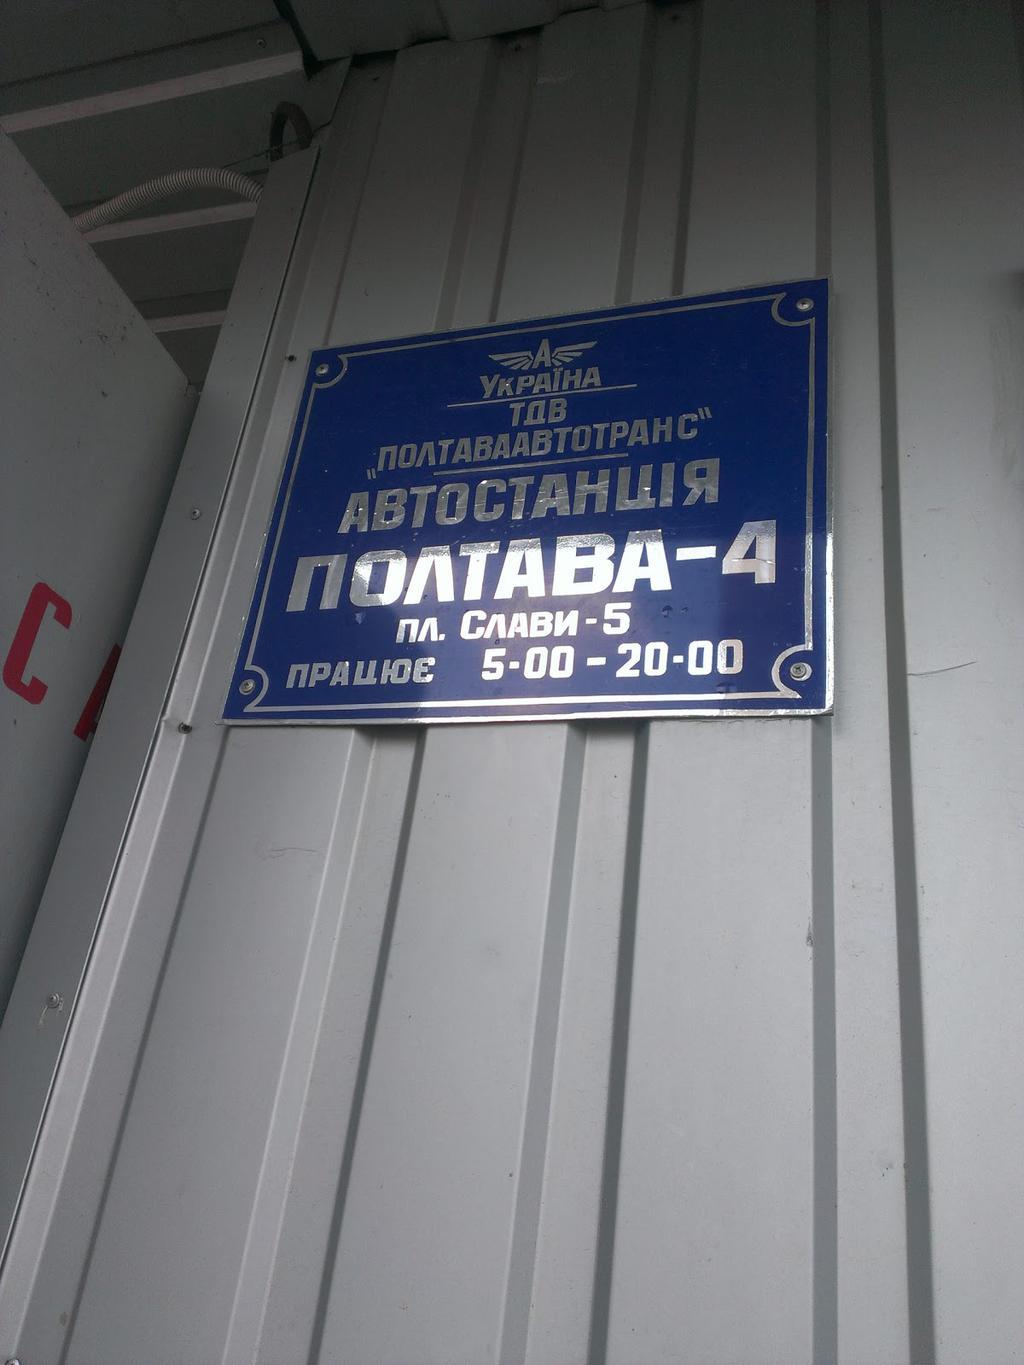 А
Україна
ТДВ
„ПОЛТАВААВТОТРАНС"
АВТОСТАНЦІЯ
ПОЛТАВА-4
пл. Слави-5
ПРАЦЮЄ 5-00-20-00
С